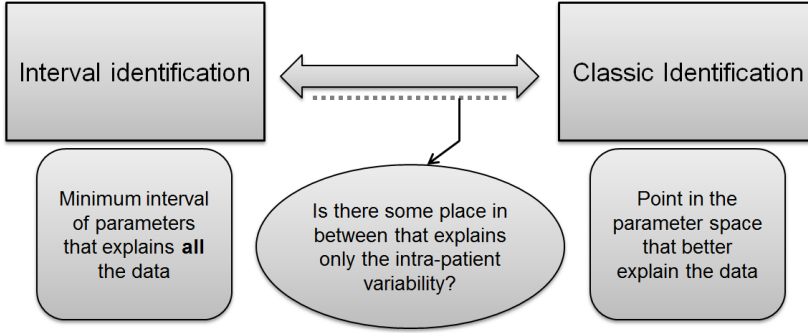 Interval identification
Classic Identification
Minimum interval
of parameters
that explains all
the data
Is there some place in
between that explains
only the intra-patient
variability?
Point in the
parameter space
that better
explain the data